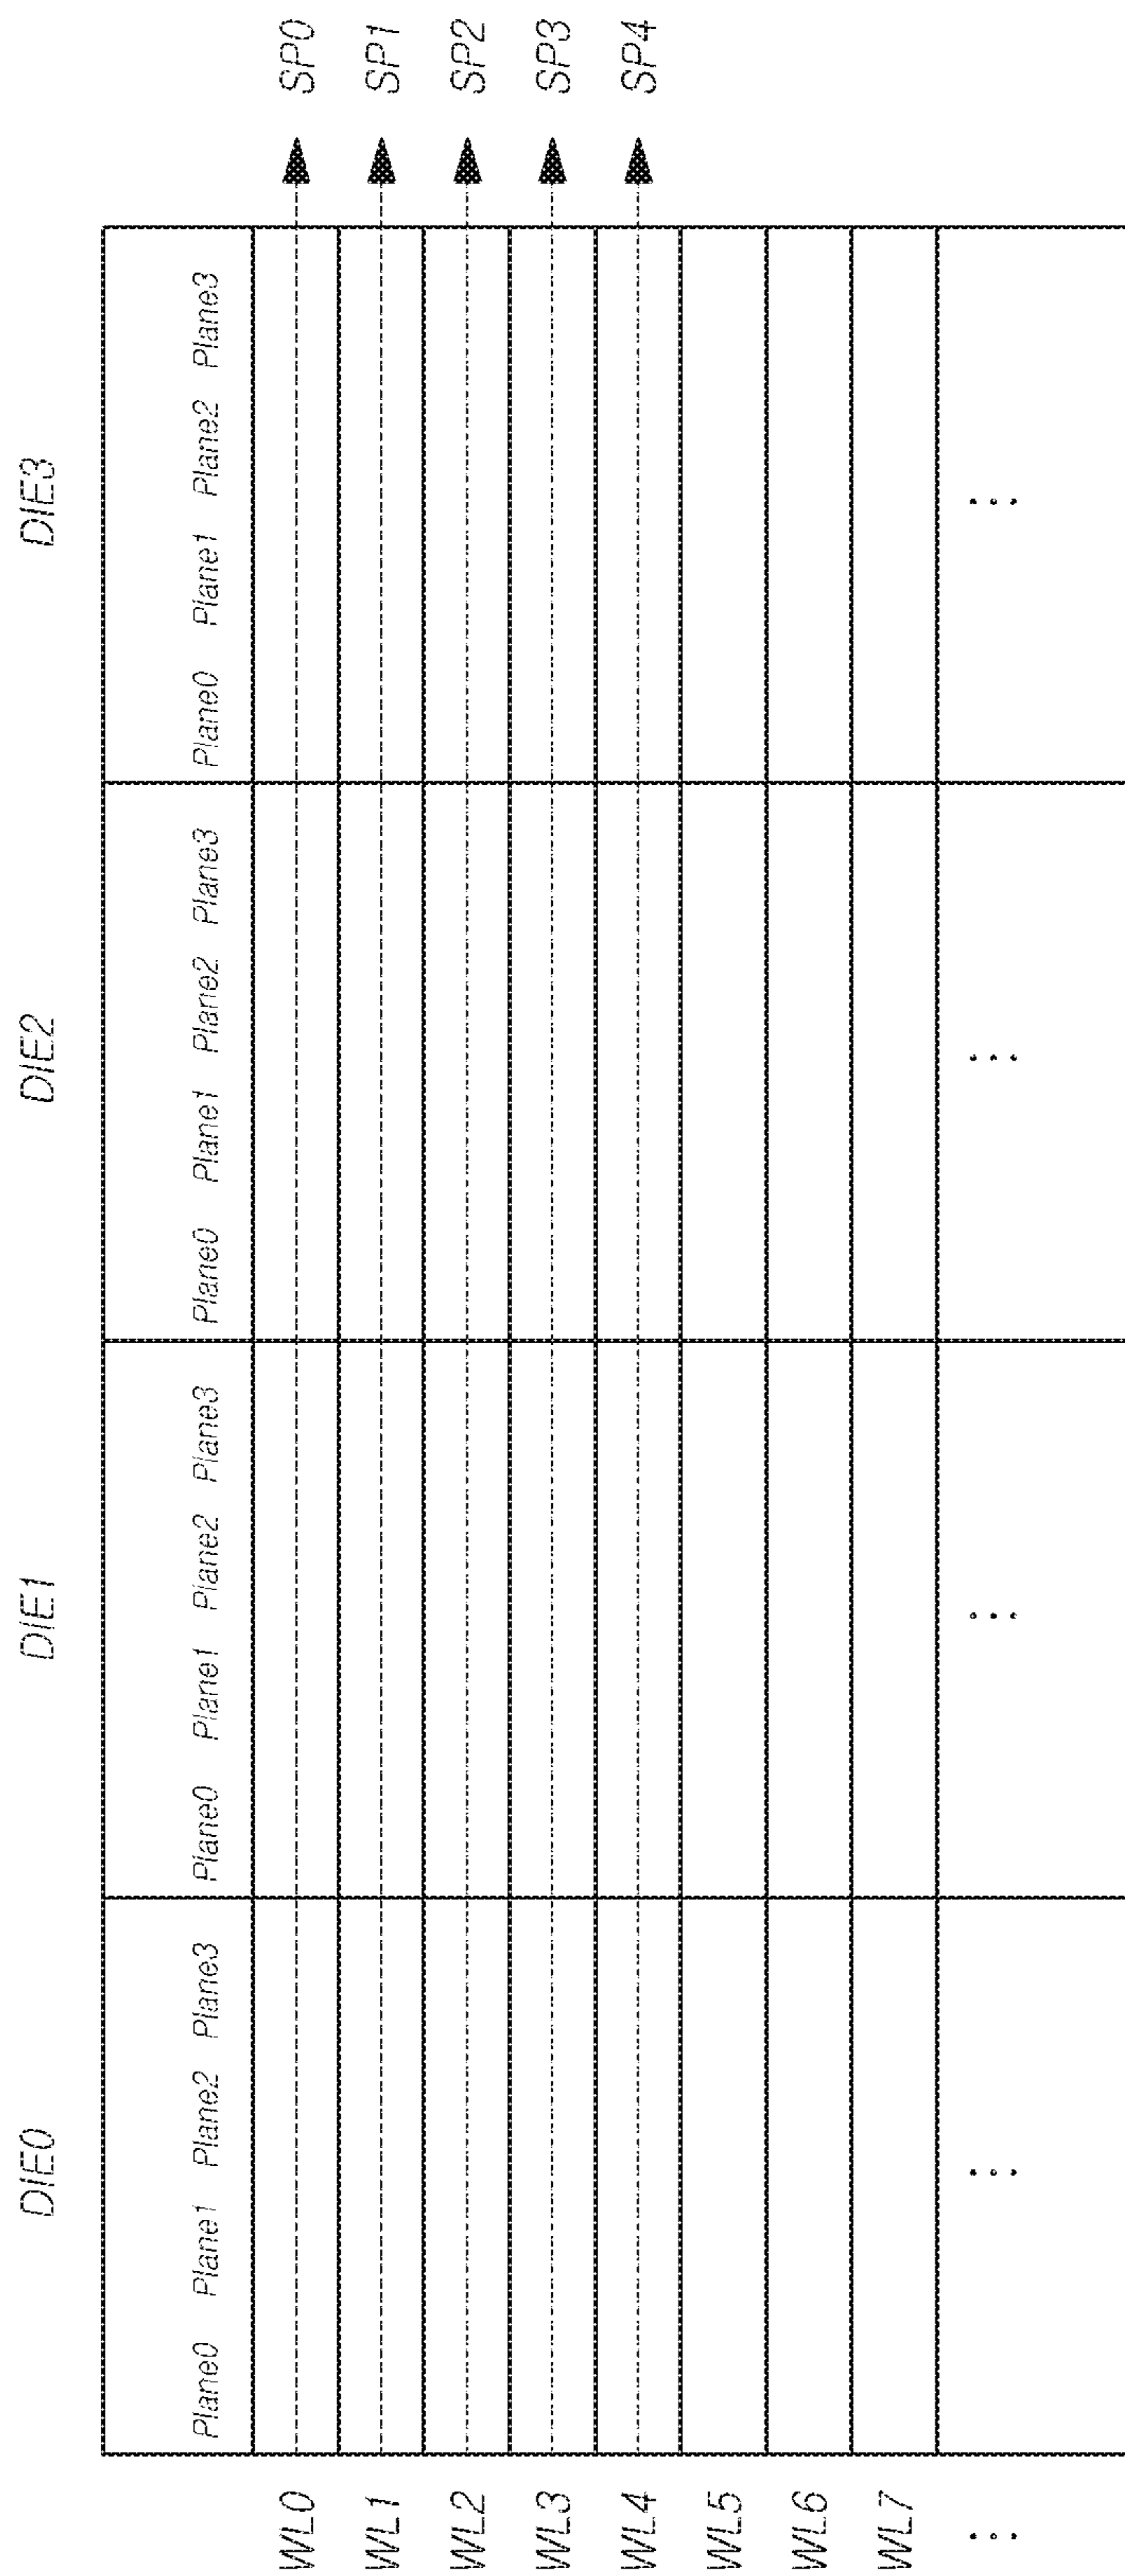 DIE0 DIE1 DIE2 DIE3
Plane0 Plane1 Plane2 Plane3 Plane0 Plane1 Plane2 Plane3 Plane0 Plane1 Plane2 Plane3 Plane0 Plane1 Plane2 Plane3
WL0 SP0
WL1 SP1
WL2 SP2
WL3 SP3
WL4 SP4
WL5
WL6
WL7
... ... ... ... ...